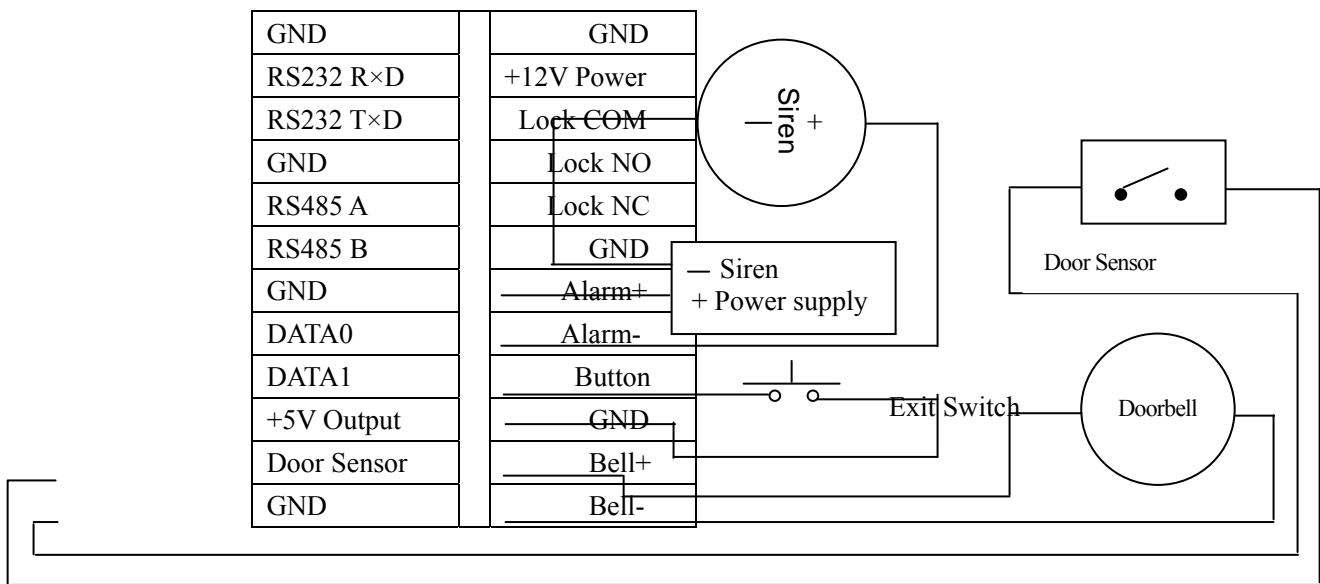 GND GND
RS232 R×D +12V Power
RS232 T×D Lock COM
GND Lock NO
RS485 A Lock NC
RS485 B GND
GND Alarm+
DATA0 Alarm-
DATA1 Button
+5V Output GND
Door Sensor Bell+
GND Bell-
Siren
— +
— Siren
+ Power supply
Door Sensor
Exit Switch
Doorbell